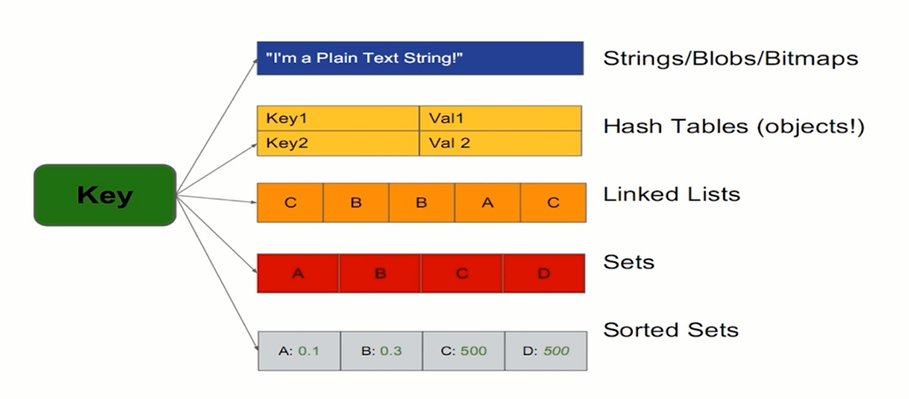 Key
"I'm a Plain Text String!"
Strings/Blobs/Bitmaps
Key1 Val1
Key2 Val 2
Hash Tables (objects!)
C B B A C
Linked Lists
A B C D
Sets
A: 0.1 B: 0.3 C: 500 D: 500
Sorted Sets